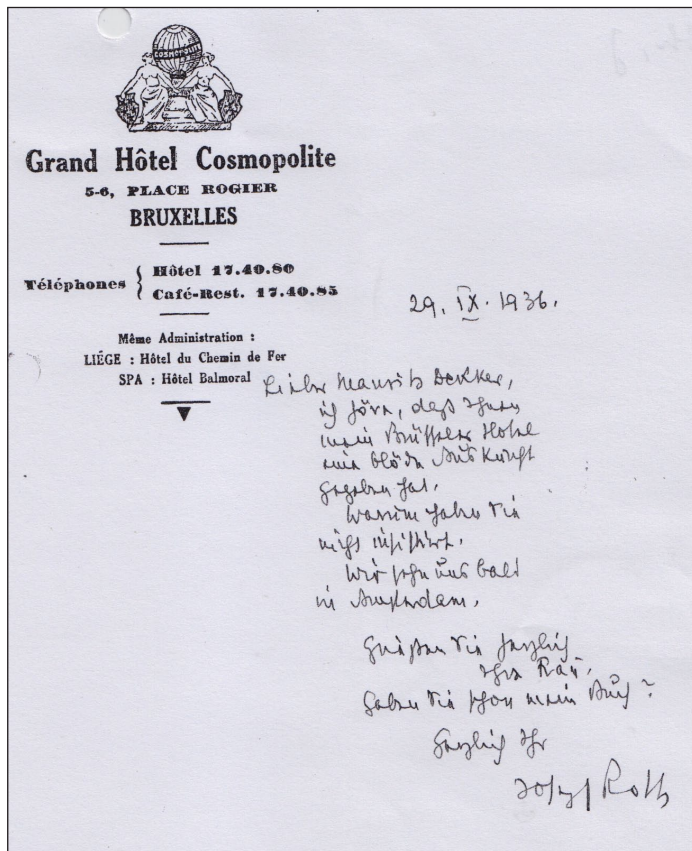 COSMOPOLITE
Grand Hôtel Cosmopolite
5-6, PLACE ROGIER
BRUXELLES
Téléphones { Hôtel 17.40.80
Café-Rest. 17.40.85
29. IX. 1936.
Même Administration :
LIÉGE : Hôtel du Chemin de Fer
SPA : Hôtel Balmoral
Lieber Maurits Dekker,
ich höre, daß Ihnen
mein Brüsseler Hotel
eine blöde Auskunft
gegeben hat.
Warum haben Sie
nicht insistiert.
Wir sehn uns bald
in Amsterdam.
Grüßen Sie herzlich
Ihre Frau.
Haben Sie schon mein Buch?
Herzlich Ihr
Joseph Roth